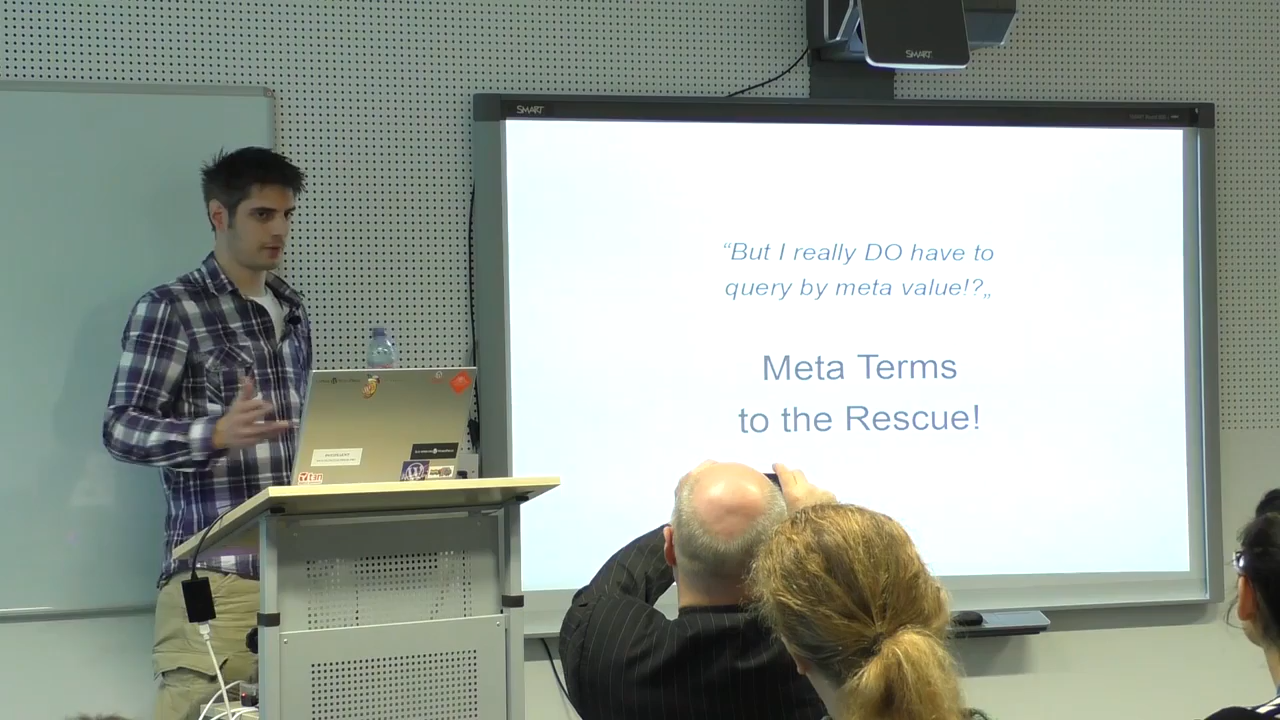 SMART
SMART
“But I really DO have to
query by meta value!?„
Meta Terms
to the Rescue!